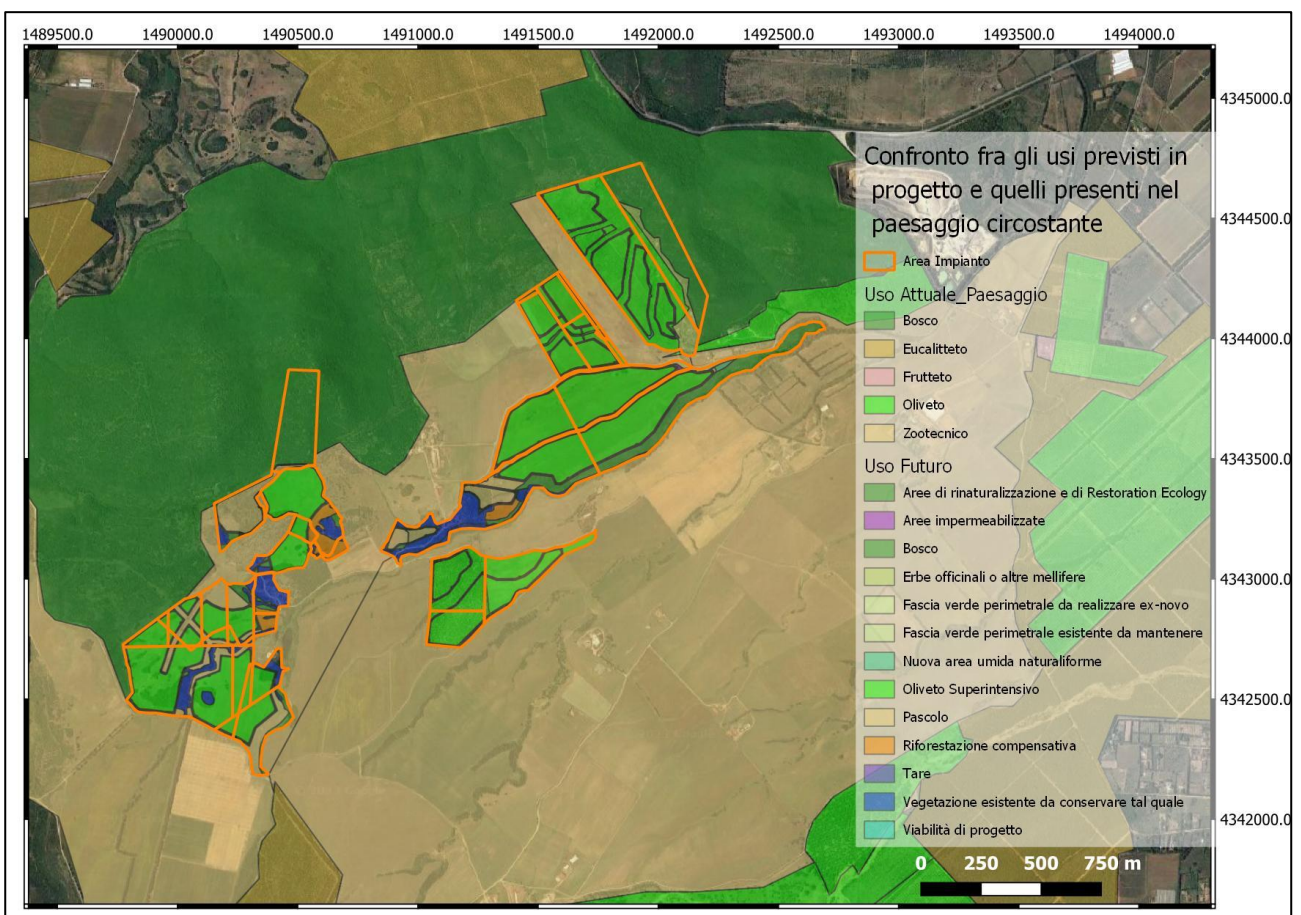 1489500.0 1490000.0 1490500.0 1491000.0 1491500.0 1492000.0 1492500.0 1493000.0 1493500.0 1494000.0
4345000.0
Confronto fra gli usi previsti in
progetto e quelli presenti nel
paesaggio circostante
4344500.0
Area Impianto
Uso Attuale_Paesaggio
Bosco
Eucalitteto
4344000.0
Frutteto
Oliveto
Zootecnico
Uso Futuro
4343500.0
Aree di rinaturalizzazione e di Restoration Ecology
Aree impermeabilizzate
Bosco
Erbe officinali o altre mellifere
4343000.0
Fascia verde perimetrale da realizzare ex-novo
Fascia verde perimetrale esistente da mantenere
Nuova area umida naturaliforme
Oliveto Superintensivo
4342500.0
Pascolo
Riforestazione compensativa
Tare
Vegetazione esistente da conservare tal quale
4342000.0
Viabilità di progetto
0 250 500 750 m